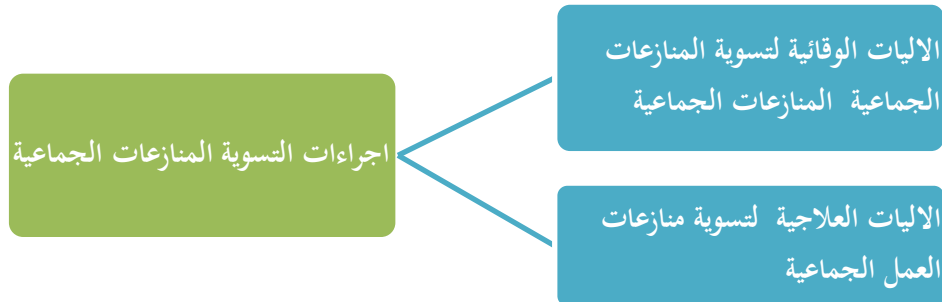 اجراءات التسوية المنازعات الجماعية
الاليات الوقائية لتسوية المنازعات
الجماعية المنازعات الجماعية
الاليات العلاجية لتسوية منازعات
العمل الجماعية